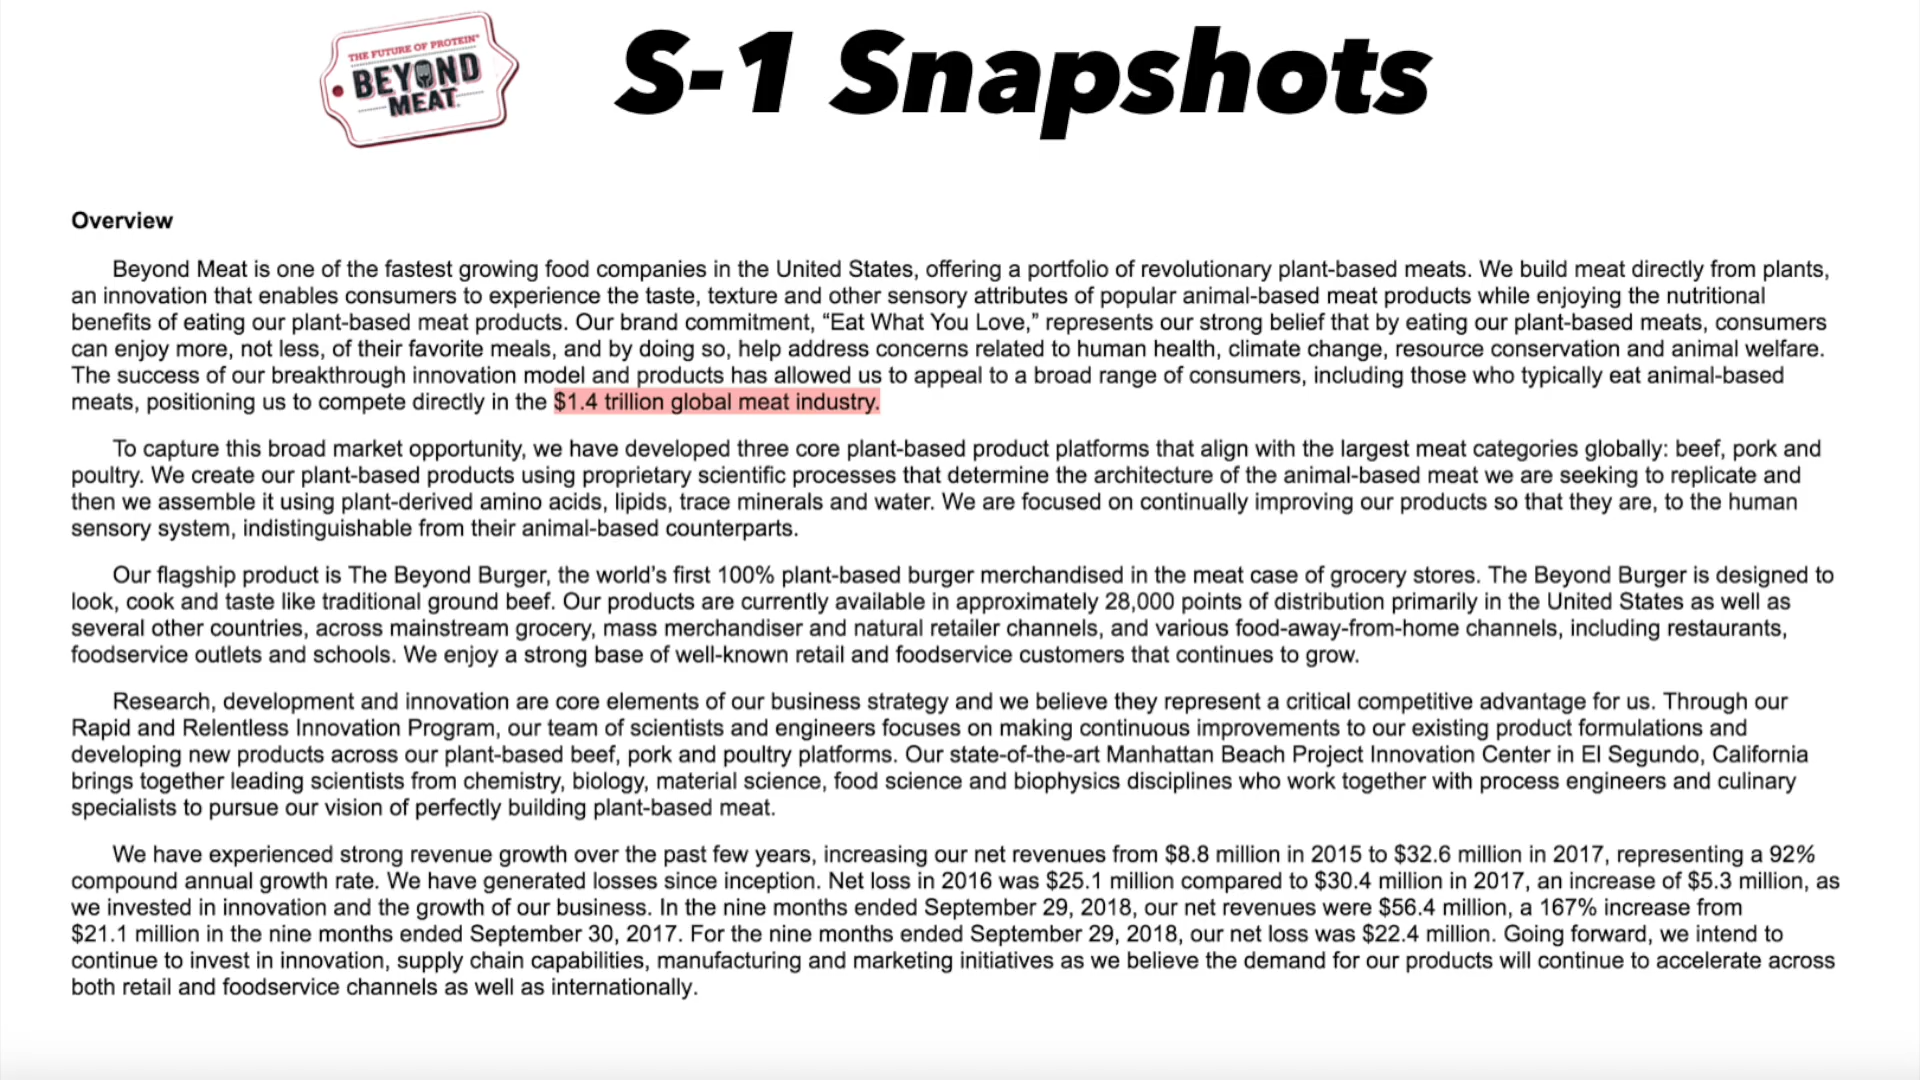 THE FUTURE OF PROTEIN
BEYOND
MEAT
S-1 Snapshots
Overview
Beyond Meat is one of the fastest growing food companies in the United States, offering a portfolio of revolutionary plant-based meats. We build meat directly from plants,
an innovation that enables consumers to experience the taste, texture and other sensory attributes of popular animal-based meat products while enjoying the nutritional
benefits of eating our plant-based meat products. Our brand commitment, “Eat What You Love,” represents our strong belief that by eating our plant-based meats, consumers
can enjoy more, not less, of their favorite meals, and by doing so, help address concerns related to human health, climate change, resource conservation and animal welfare.
The success of our breakthrough innovation model and products has allowed us to appeal to a broad range of consumers, including those who typically eat animal-based
meats, positioning us to compete directly in the $1.4 trillion global meat industry.
To capture this broad market opportunity, we have developed three core plant-based product platforms that align with the largest meat categories globally: beef, pork and
poultry. We create our plant-based products using proprietary scientific processes that determine the architecture of the animal-based meat we are seeking to replicate and
then we assemble it using plant-derived amino acids, lipids, trace minerals and water. We are focused on continually improving our products so that they are, to the human
sensory system, indistinguishable from their animal-based counterparts.
Our flagship product is The Beyond Burger, the world’s first 100% plant-based burger merchandised in the meat case of grocery stores. The Beyond Burger is designed to
look, cook and taste like traditional ground beef. Our products are currently available in approximately 28,000 points of distribution primarily in the United States as well as
several other countries, across mainstream grocery, mass merchandiser and natural retailer channels, and various food-away-from-home channels, including restaurants,
foodservice outlets and schools. We enjoy a strong base of well-known retail and foodservice customers that continues to grow.
Research, development and innovation are core elements of our business strategy and we believe they represent a critical competitive advantage for us. Through our
Rapid and Relentless Innovation Program, our team of scientists and engineers focuses on making continuous improvements to our existing product formulations and
developing new products across our plant-based beef, pork and poultry platforms. Our state-of-the-art Manhattan Beach Project Innovation Center in El Segundo, California
brings together leading scientists from chemistry, biology, material science, food science and biophysics disciplines who work together with process engineers and culinary
specialists to pursue our vision of perfectly building plant-based meat.
We have experienced strong revenue growth over the past few years, increasing our net revenues from $8.8 million in 2015 to $32.6 million in 2017, representing a 92%
compound annual growth rate. We have generated losses since inception. Net loss in 2016 was $25.1 million compared to $30.4 million in 2017, an increase of $5.3 million, as
we invested in innovation and the growth of our business. In the nine months ended September 29, 2018, our net revenues were $56.4 million, a 167% increase from
$21.1 million in the nine months ended September 30, 2017. For the nine months ended September 29, 2018, our net loss was $22.4 million. Going forward, we intend to
continue to invest in innovation, supply chain capabilities, manufacturing and marketing initiatives as we believe the demand for our products will continue to accelerate across
both retail and foodservice channels as well as internationally.